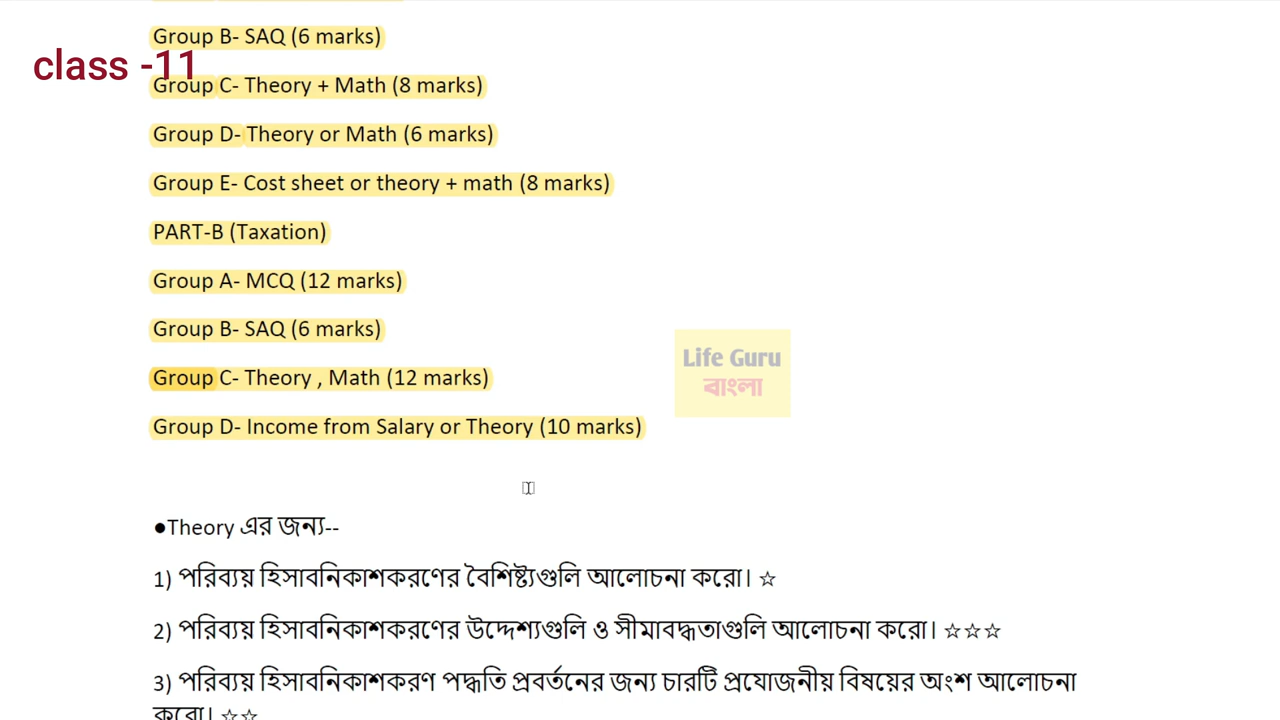 Group B- SAQ (6 marks)
class -11
Group C- Theory + Math (8 marks)
Group D- Theory or Math (6 marks)
Group E- Cost sheet or theory + math (8 marks)
PART-B (Taxation)
Group A- MCQ (12 marks)
Group B- SAQ (6 marks)
Life Guru
বাংলা
Group C- Theory , Math (12 marks)
Group D- Income from Salary or Theory (10 marks)
●Theory এর জন্য--
1) পরিব্যয় হিসাবনিকাশকরণের বৈশিষ্ট্যগুলি আলোচনা করো। ☆
2) পরিব্যয় হিসাবনিকাশকরণের উদ্দেশ্যগুলি ও সীমাবদ্ধতাগুলি আলোচনা করো। ☆☆☆
3) পরিব্যয় হিসাবনিকাশকরণ পদ্ধতি প্রবর্তনের জন্য চারটি প্রযোজনীয় বিষয়ের অংশ আলোচনা
করো। ☆☆